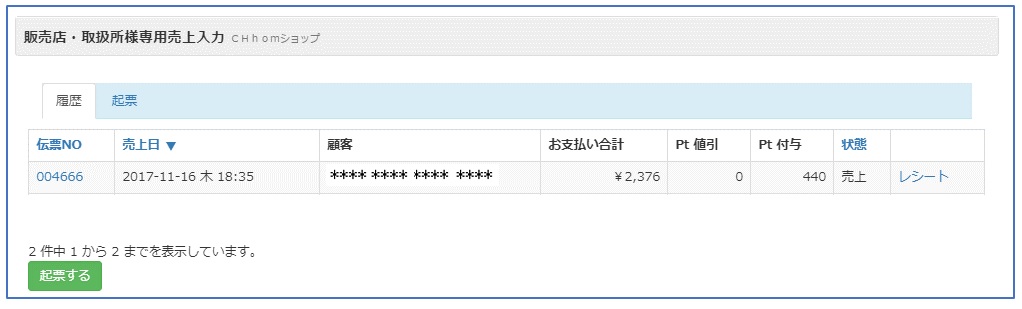 販売店・取扱所様専用売上入力 CHhomショップ
履歴 起票
伝票NO 売上日 ▼ 顧客 お支払い合計 Pt 値引 Pt 付与 状態
004666 2017-11-16 木 18:35 **** **** **** **** ¥2,376 0 440 売上 レシート
2 件中 1 から 2 までを表示しています。
起票する